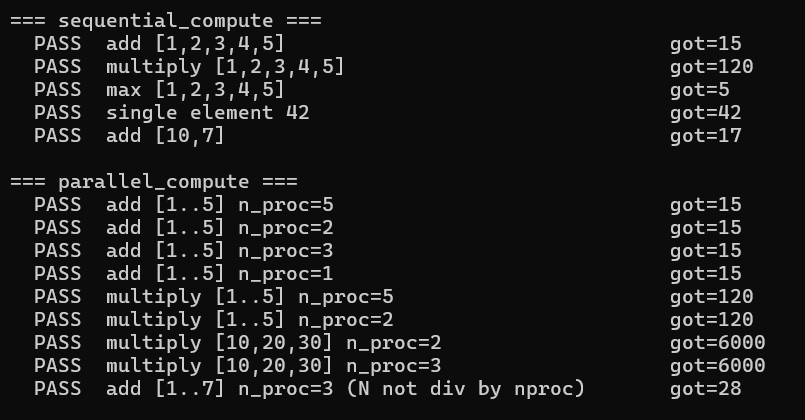 === sequential_compute ===
PASS  add [1,2,3,4,5]                                got=15
PASS  multiply [1,2,3,4,5]                           got=120
PASS  max [1,2,3,4,5]                                got=5
PASS  single element 42                              got=42
PASS  add [10,7]                                     got=17

=== parallel_compute ===
PASS  add [1..5] n_proc=5                            got=15
PASS  add [1..5] n_proc=2                            got=15
PASS  add [1..5] n_proc=3                            got=15
PASS  add [1..5] n_proc=1                            got=15
PASS  multiply [1..5] n_proc=5                       got=120
PASS  multiply [1..5] n_proc=2                       got=120
PASS  multiply [10,20,30] n_proc=2                   got=6000
PASS  multiply [10,20,30] n_proc=3                   got=6000
PASS  add [1..7] n_proc=3 (N not div by nproc)       got=28